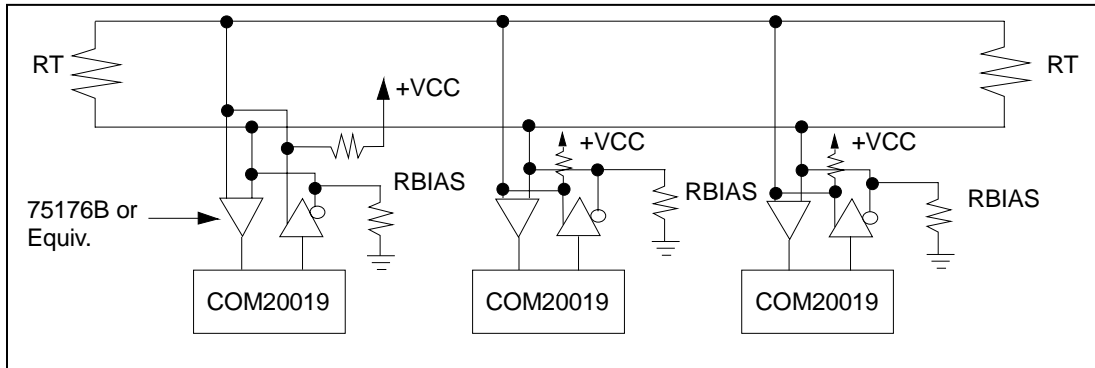 RT
RT
+VCC
+VCC
+VCC
RBIAS
RBIAS
RBIAS
75176B or
Equiv.
COM20019
COM20019
COM20019